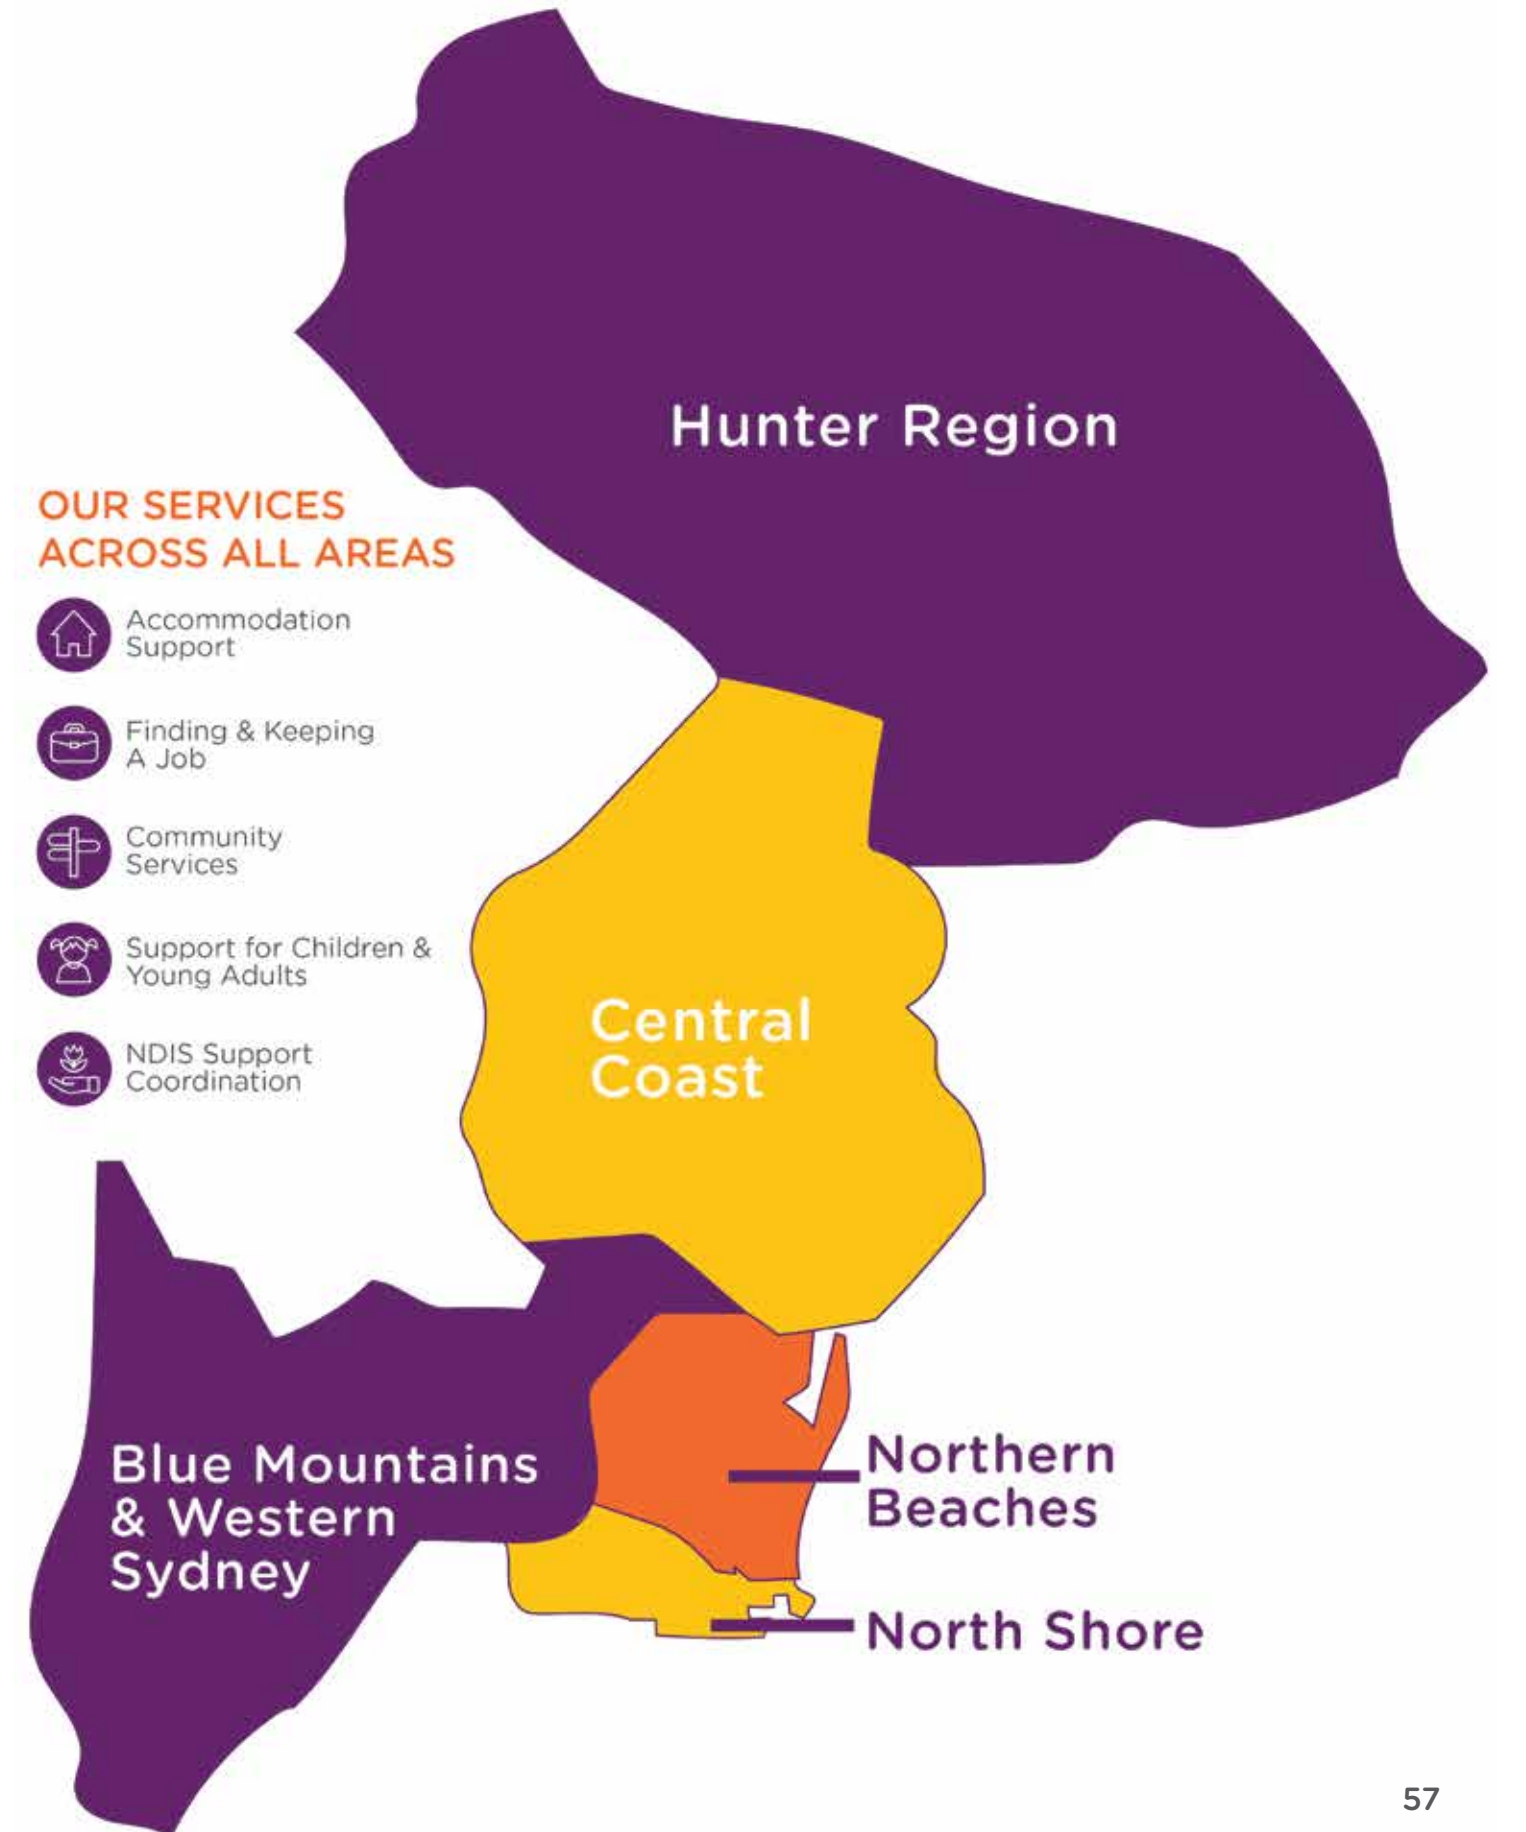 Hunter Region
OUR SERVICES
ACROSS ALL AREAS
Accommodation
Support
Finding & Keeping
A Job
Community
Services
Support for Children &
Young Adults
NDIS Support
Coordination
Central
Coast
Blue Mountains
& Western
Sydney
Northern
Beaches
North Shore
57